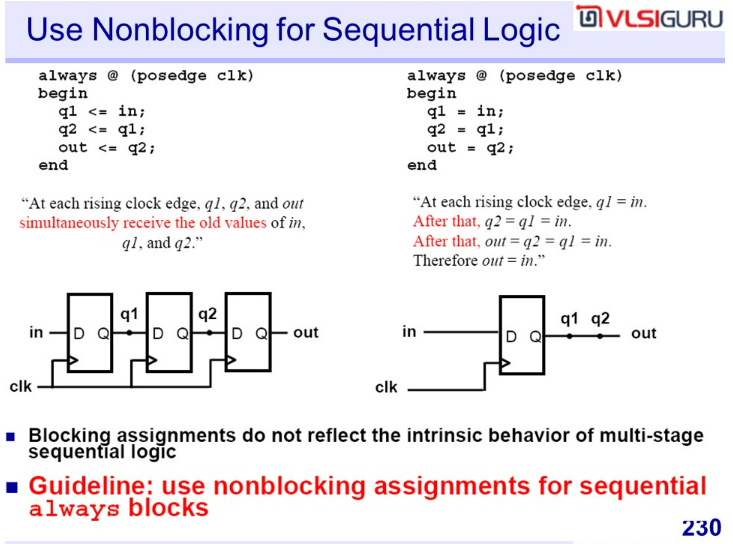 Use Nonblocking for Sequential Logic
VLSIGURU
always @ (posedge clk)
begin
q1 <= in;
q2 <= q1;
out <= q2;
end
“At each rising clock edge, q1, q2, and out
simultaneously receive the old values of in,
q1, and q2.”
always @ (posedge clk)
begin
q1 = in;
q2 = q1;
out = q2;
end
“At each rising clock edge, q1 = in.
After that, q2 = q1 = in.
After that, out = q2 = q1 = in.
Therefore out = in.”
q1 q2
in D Q D Q D Q out
clk
q1 q2
in D Q out
clk
Blocking assignments do not reflect the intrinsic behavior of multi-stage
sequential logic
Guideline: use nonblocking assignments for sequential
always blocks
230